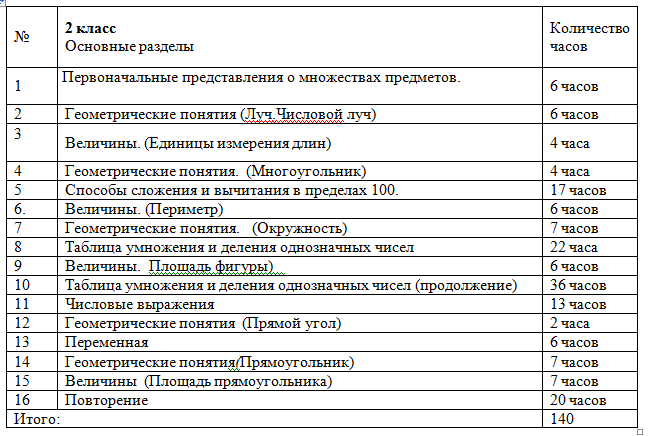 № 2 класс Основные разделы Количество часов
1 Первоначальные представления о множествах предметов. 6 часов
2 Геометрические понятия (Луч.Числовой луч) 6 часов
3 Величины. (Единицы измерения длин) 4 часа
4 Геометрические понятия. (Многоугольник) 4 часа
5 Способы сложения и вычитания в пределах 100. 17 часов
6. Величины. (Периметр) 6 часов
7 Геометрические понятия. (Окружность) 7 часов
8 Таблица умножения и деления однозначных чисел 22 часа
9 Величины. Площадь фигуры) 6 часов
10 Таблица умножения и деления однозначных чисел (продолжение) 36 часов
11 Числовые выражения 13 часов
12 Геометрические понятия (Прямой угол) 2 часа
13 Переменная 6 часов
14 Геометрические понятия(Прямоугольник) 7 часов
15 Величины (Площадь прямоугольника) 7 часов
16 Повторение 20 часов
Итого: 140